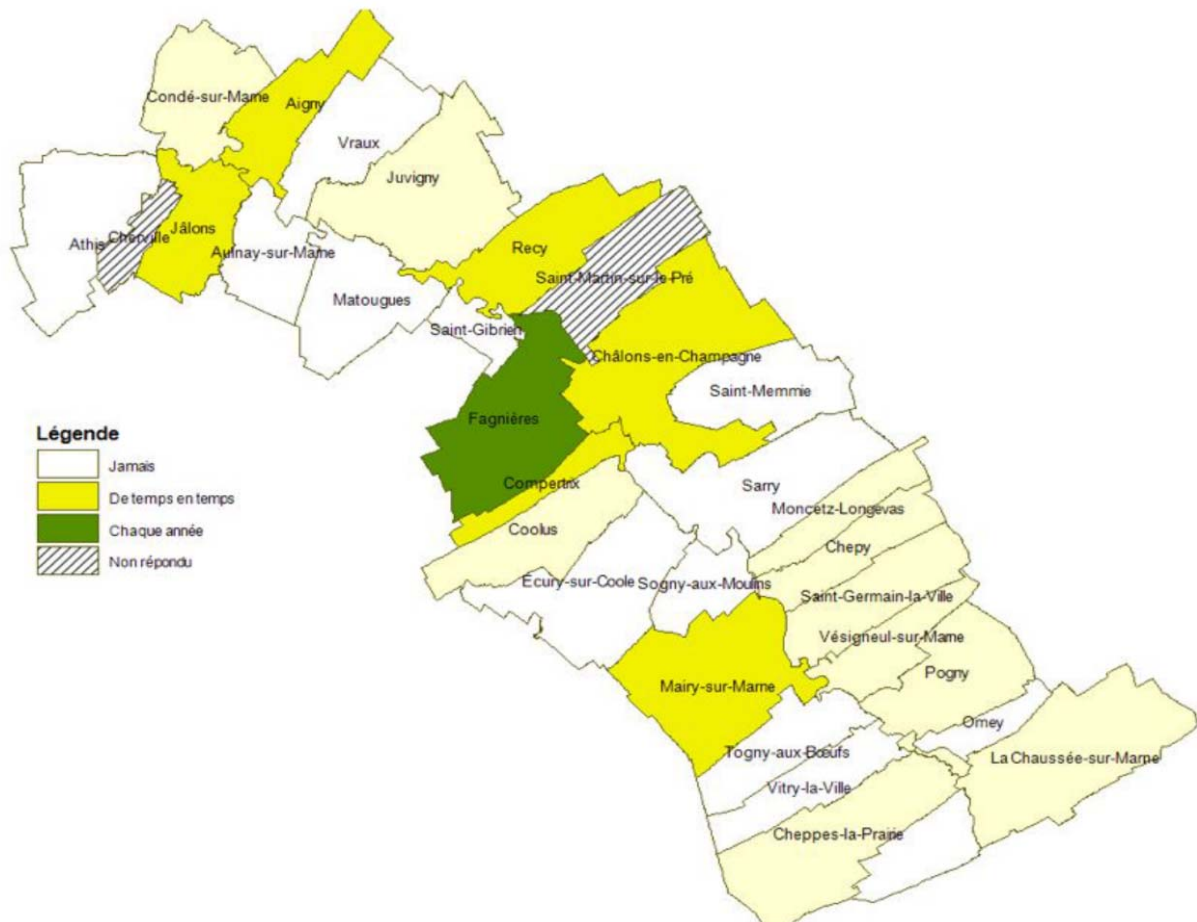 Condé-sur-Marne
Aigny
Vraux
Juvigny
Athis
Cherville
Jâlons
Aulnay-sur-Marne
Recy
Saint-Martin-sur-le-Pré
Matougues
Saint-Gibrien
Châlons-en-Champagne
Saint-Memmie
Fagnières
Légende
Jamais
De temps en temps
Chaque année
Non répondu
Compertrix
Sarry
Moncetz-Longevas
Coolus
Chepy
Ecury-sur-Coole
Sogny-aux-Moulins
Saint-Germain-la-Ville
Vésigneul-sur-Marne
Pogny
Mairy-sur-Marne
Omey
Togny-aux-Bœufs
La Chaussée-sur-Marne
Vitry-la-Ville
Cheppes-la-Prairie